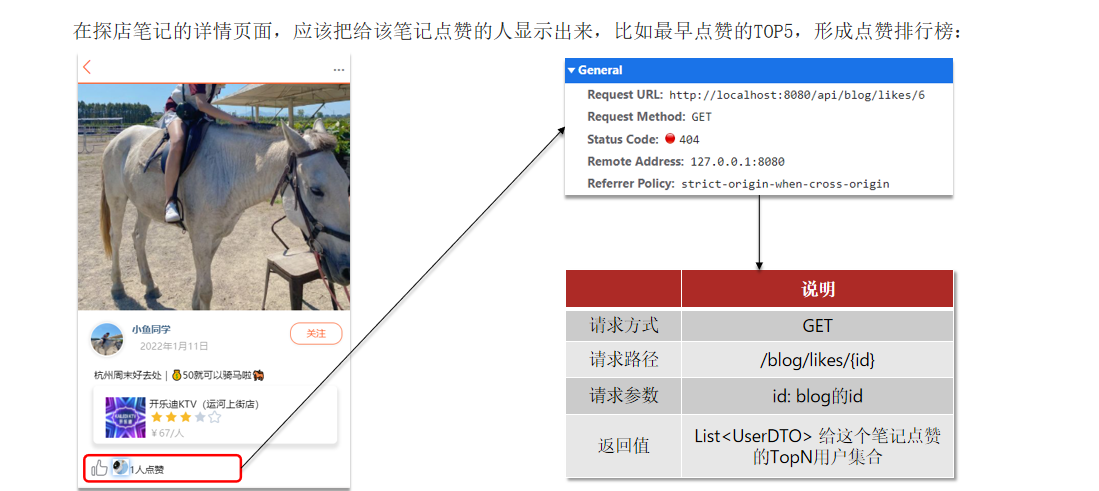 在探店笔记的详情页面，应该把给该笔记点赞的人显示出来，比如最早点赞的TOP5，形成点赞排行榜：
小鱼同学
2022年1月11日
关注
杭州周末好去处｜💰50就可以骑马啦🐴
开乐迪KTV（运河上街店）
￥67/人
1人点赞
General
Request URL: http://localhost:8080/api/blog/likes/6
Request Method: GET
Status Code: 404
Remote Address: 127.0.0.1:8080
Referrer Policy: strict-origin-when-cross-origin
说明
请求方式 GET
请求路径 /blog/likes/{id}
请求参数 id: blog的id
返回值 List<UserDTO> 给这个笔记点赞
的TopN用户集合